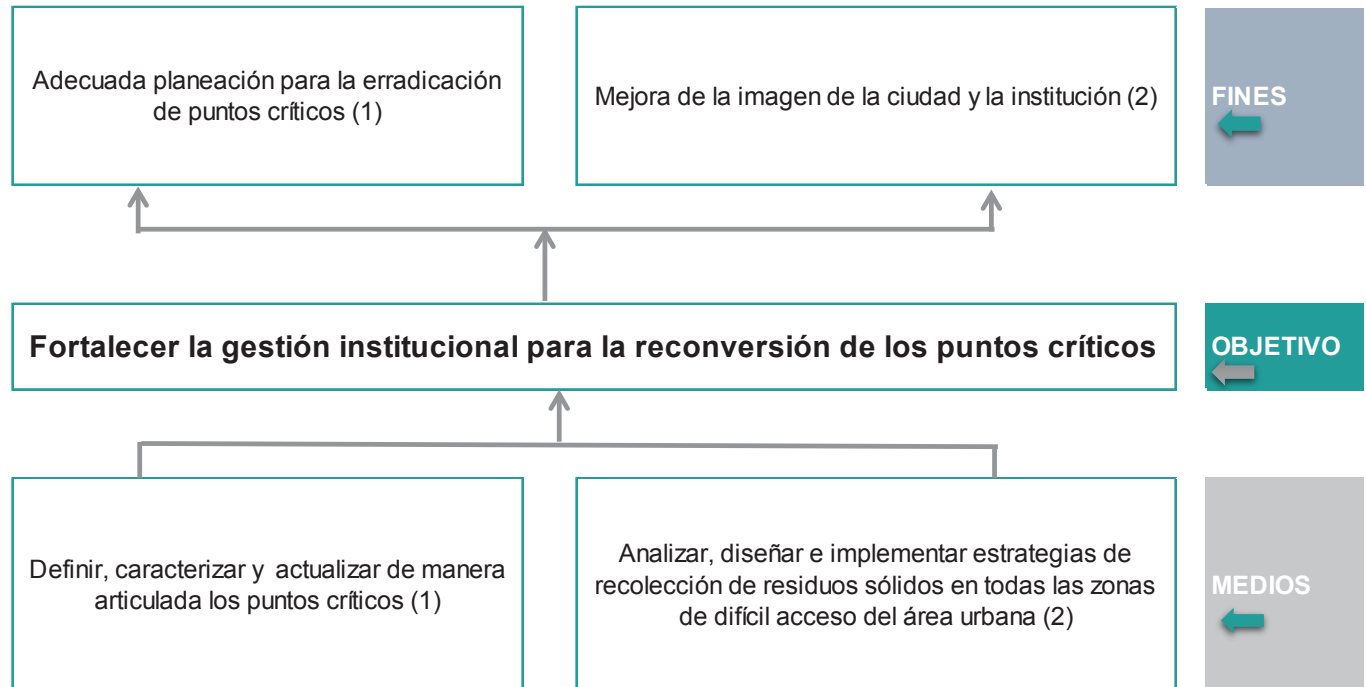 Adecuada planeación para la erradicación
de puntos críticos (1)
Mejora de la imagen de la ciudad y la institución (2)
FINES
Fortalecer la gestión institucional para la reconversión de los puntos críticos
OBJETIVO
Definir, caracterizar y actualizar de manera
articulada los puntos críticos (1)
Analizar, diseñar e implementar estrategias de
recolección de residuos sólidos en todas las zonas
de difícil acceso del área urbana (2)
MEDIOS